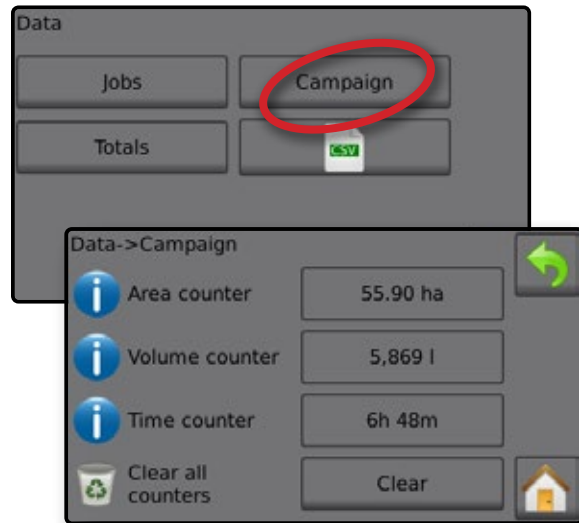 Data
Jobs
Campaign
Totals
CSV
Data->Campaign
Area counter
55.90 ha
Volume counter
5,869 l
Time counter
6h 48m
Clear all
counters
Clear